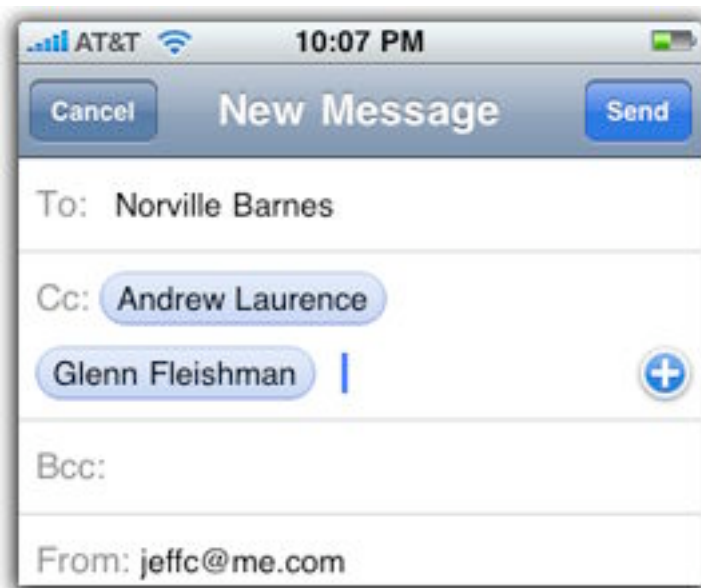 AT&T 10:07 PM
Cancel New Message Send
To: Norville Barnes
Cc: Andrew Laurence
Glenn Fleishman
Bcc:
From: jeffc@me.com